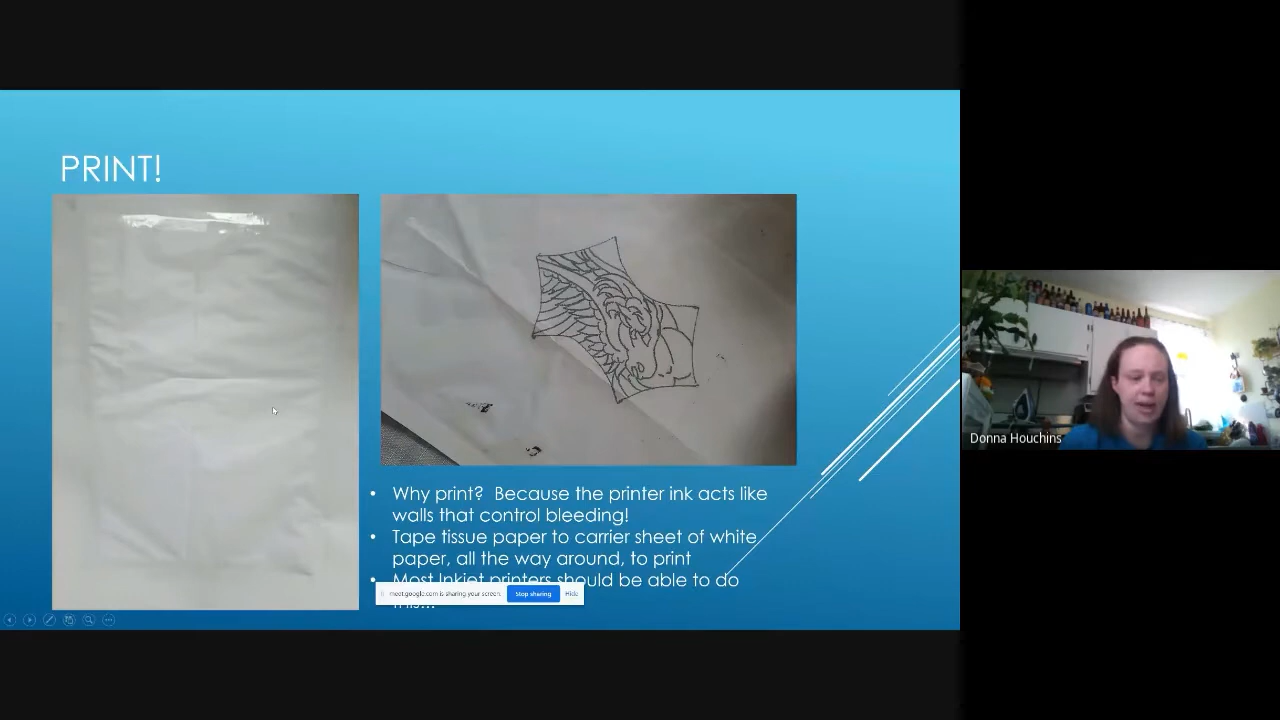 PRINT!
• Why print?  Because the printer ink acts like
walls that control bleeding!
• Tape tissue paper to carrier sheet of white
paper, all the way around, to print
• Most Inkjet printers should be able to do
this...
meet.google.com is sharing your screen.
Stop sharing
Hide
Donna Houchins